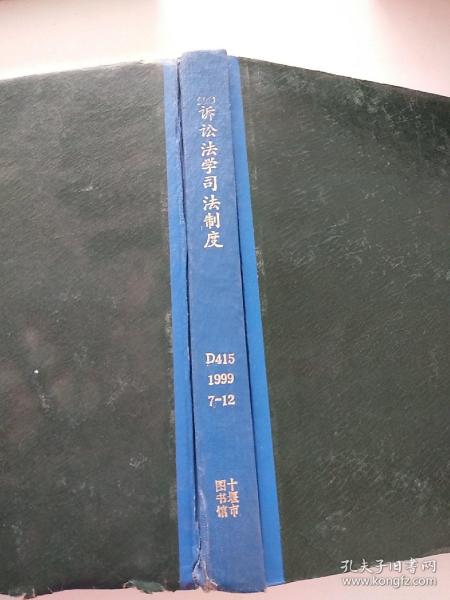 诉讼法学司法制度
D415
1999
7-12
十堰市
图书馆
孔夫子旧书网
www.kongfz.com